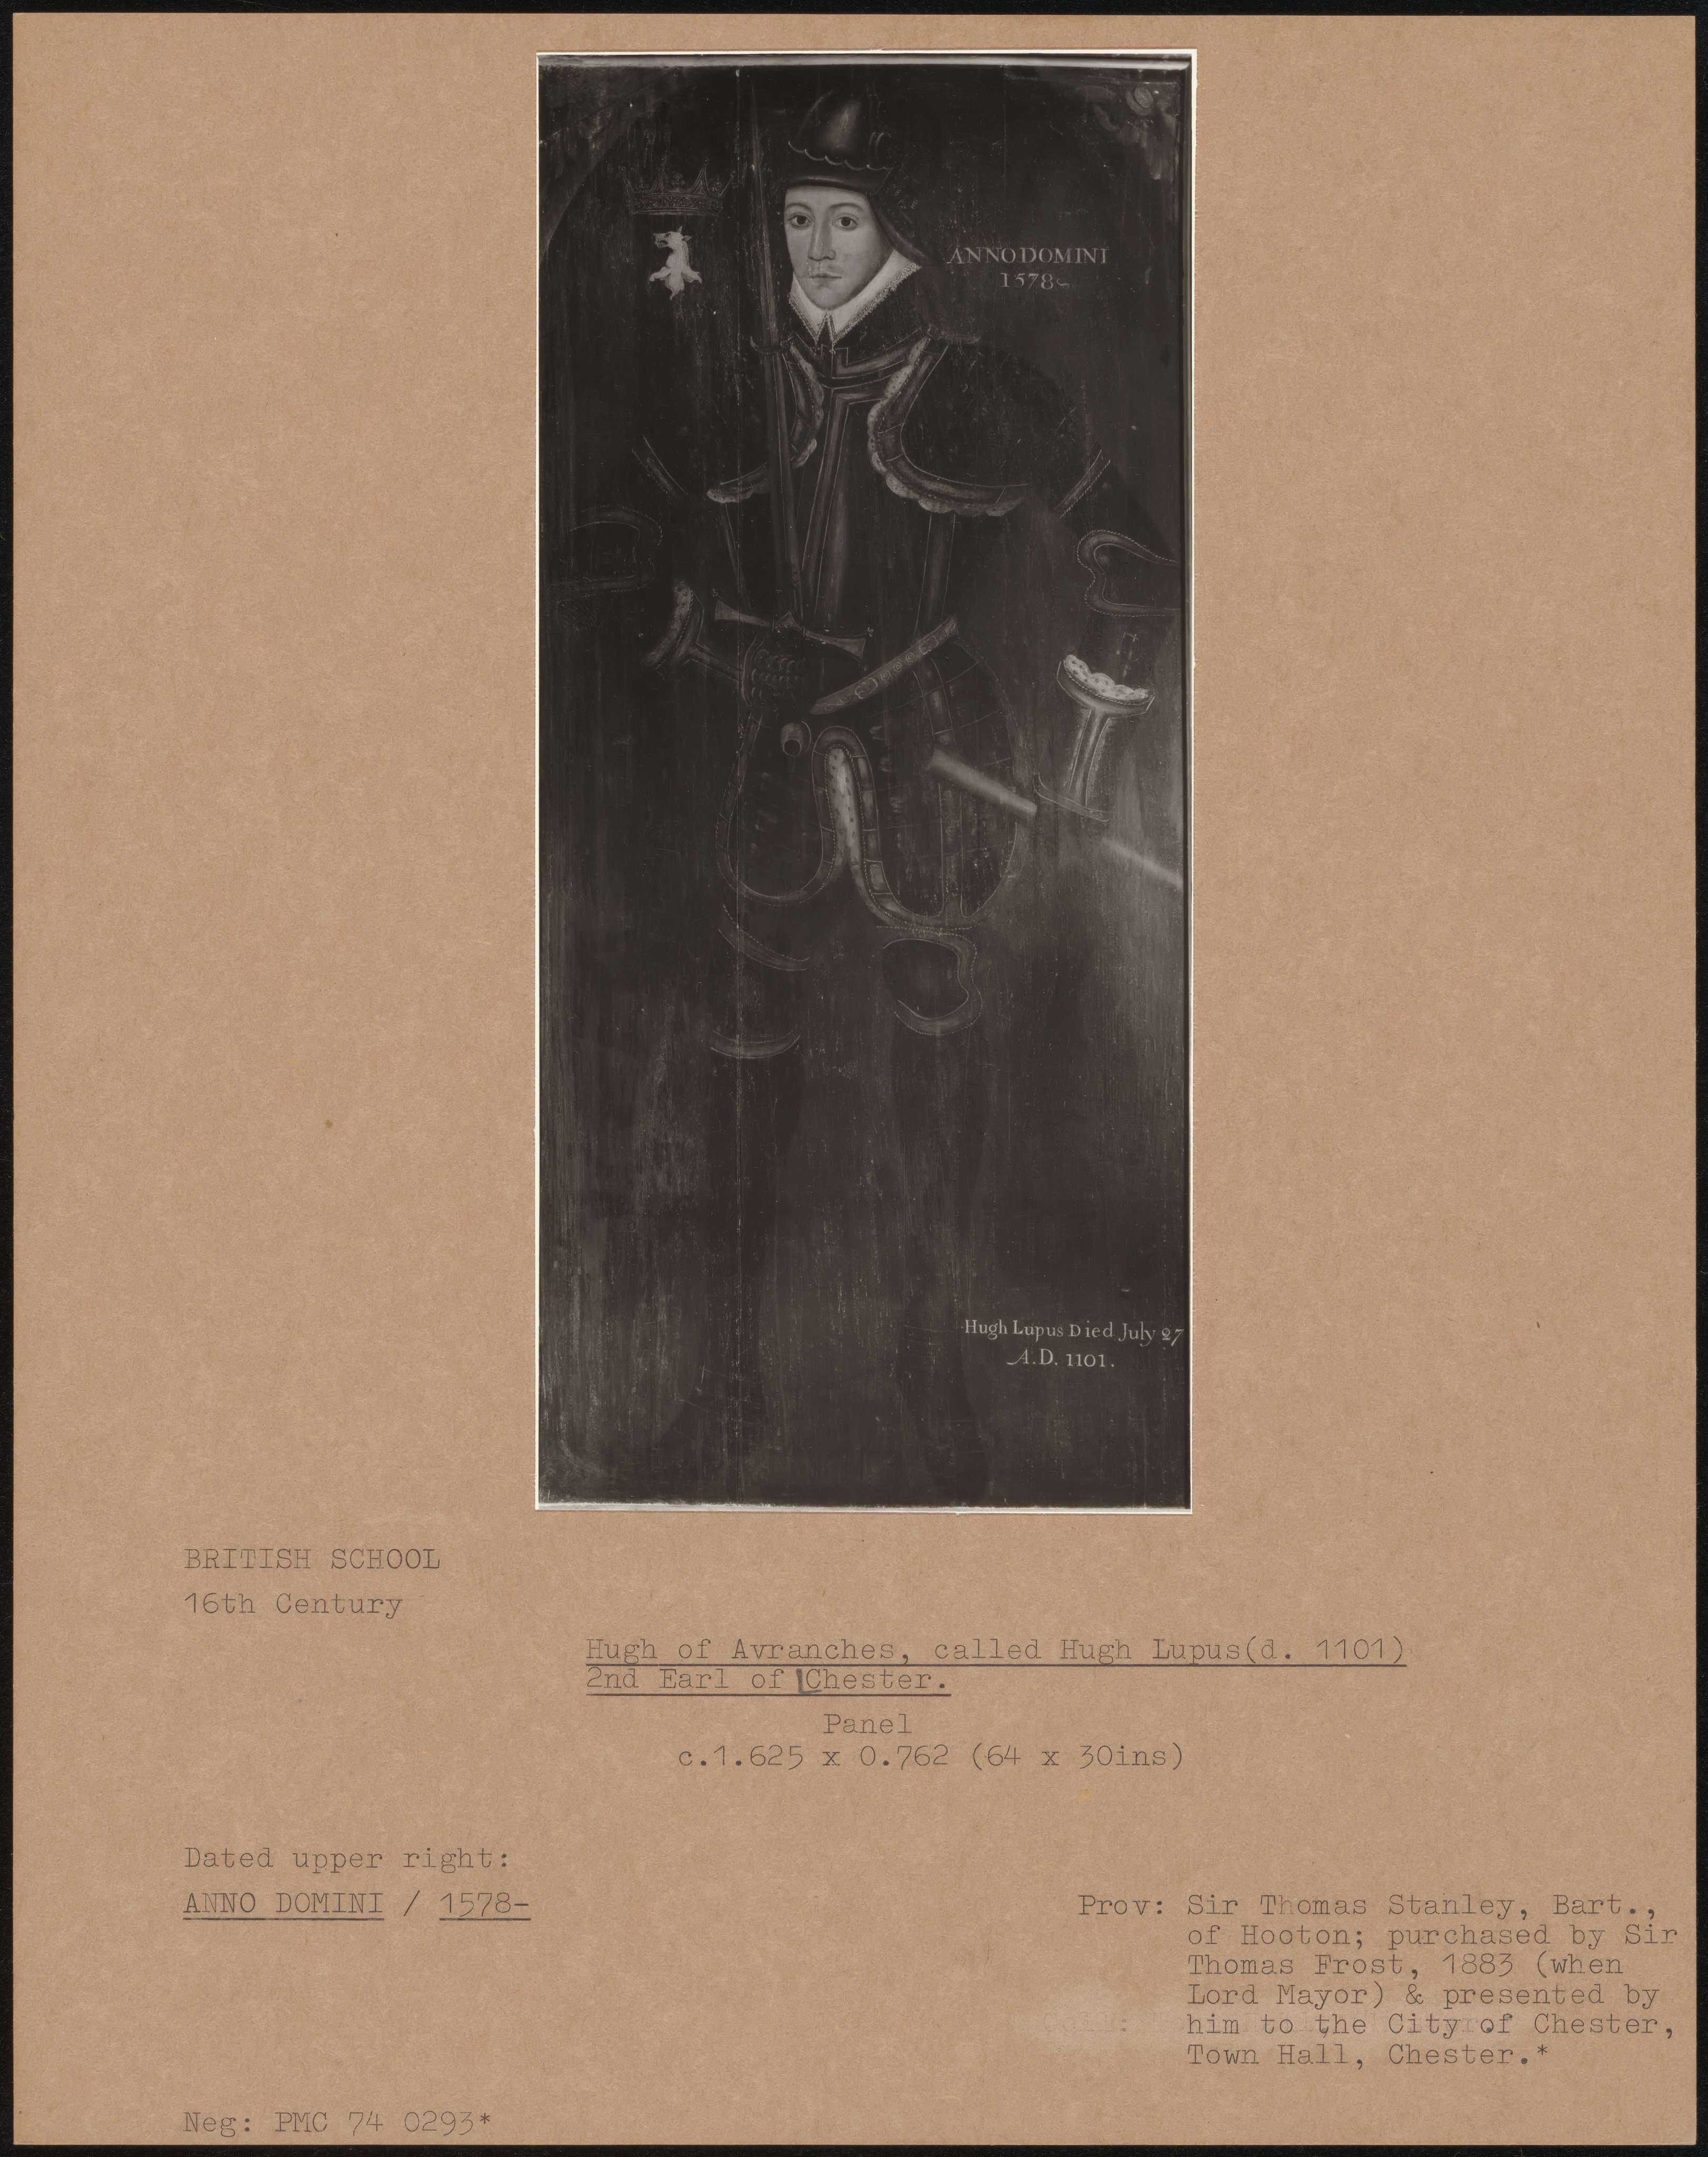 ANNO DOMINI
1578
Hugh Lupus Died July 27
A.D. 1101.
BRITISH SCHOOL
16th Century
Hugh of Avranches, called Hugh Lupus(d. 1101)
2nd Earl of Chester.
Panel
c.1.625 x 0.762 (64 x 30ins)
Dated upper right:
ANNO DOMINI / 1578-
Prov: Sir Thomas Stanley, Bart.,
of Hooton; purchased by Sir
Thomas Frost, 1883 (when
Lord Mayor) & presented by
him to the City of Chester,
Town Hall, Chester.*
Neg: PMC 74 0293*